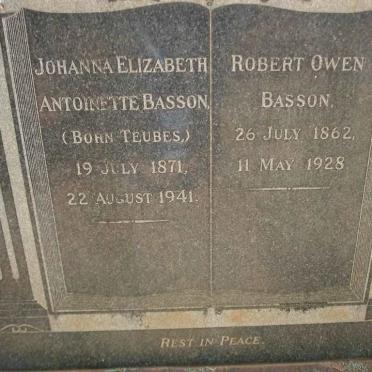 JOHANNA ELIZABETH
ANTOINETTE BASSON,
(BORN TEUBES,)
19 JULY 1871,
22 AUGUST 1941.
ROBERT OWEN
BASSON,
26 JULY 1862,
11 MAY 1928
REST IN PEACE.